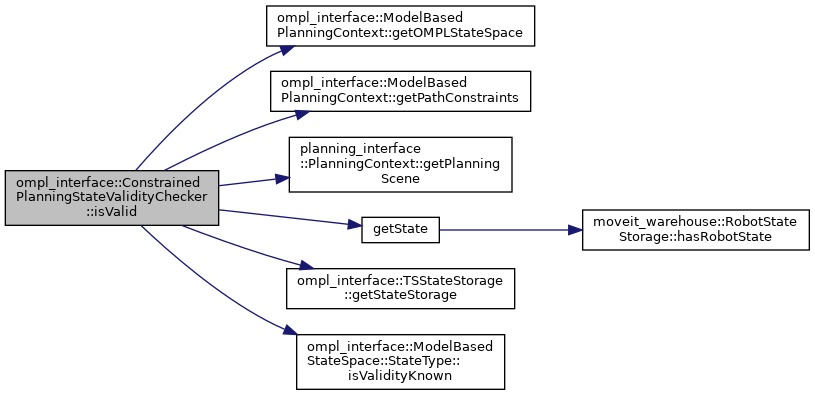 ompl_interface::ModelBased
PlanningContext::getOMPLStateSpace
ompl_interface::ModelBased
PlanningContext::getPathConstraints
planning_interface
::PlanningContext::getPlanning
Scene
ompl_interface::Constrained
PlanningStateValidityChecker
::isValid
getState
moveit_warehouse::RobotState
Storage::hasRobotState
ompl_interface::TSStateStorage
::getStateStorage
ompl_interface::ModelBased
StateSpace::StateType::
isValidityKnown